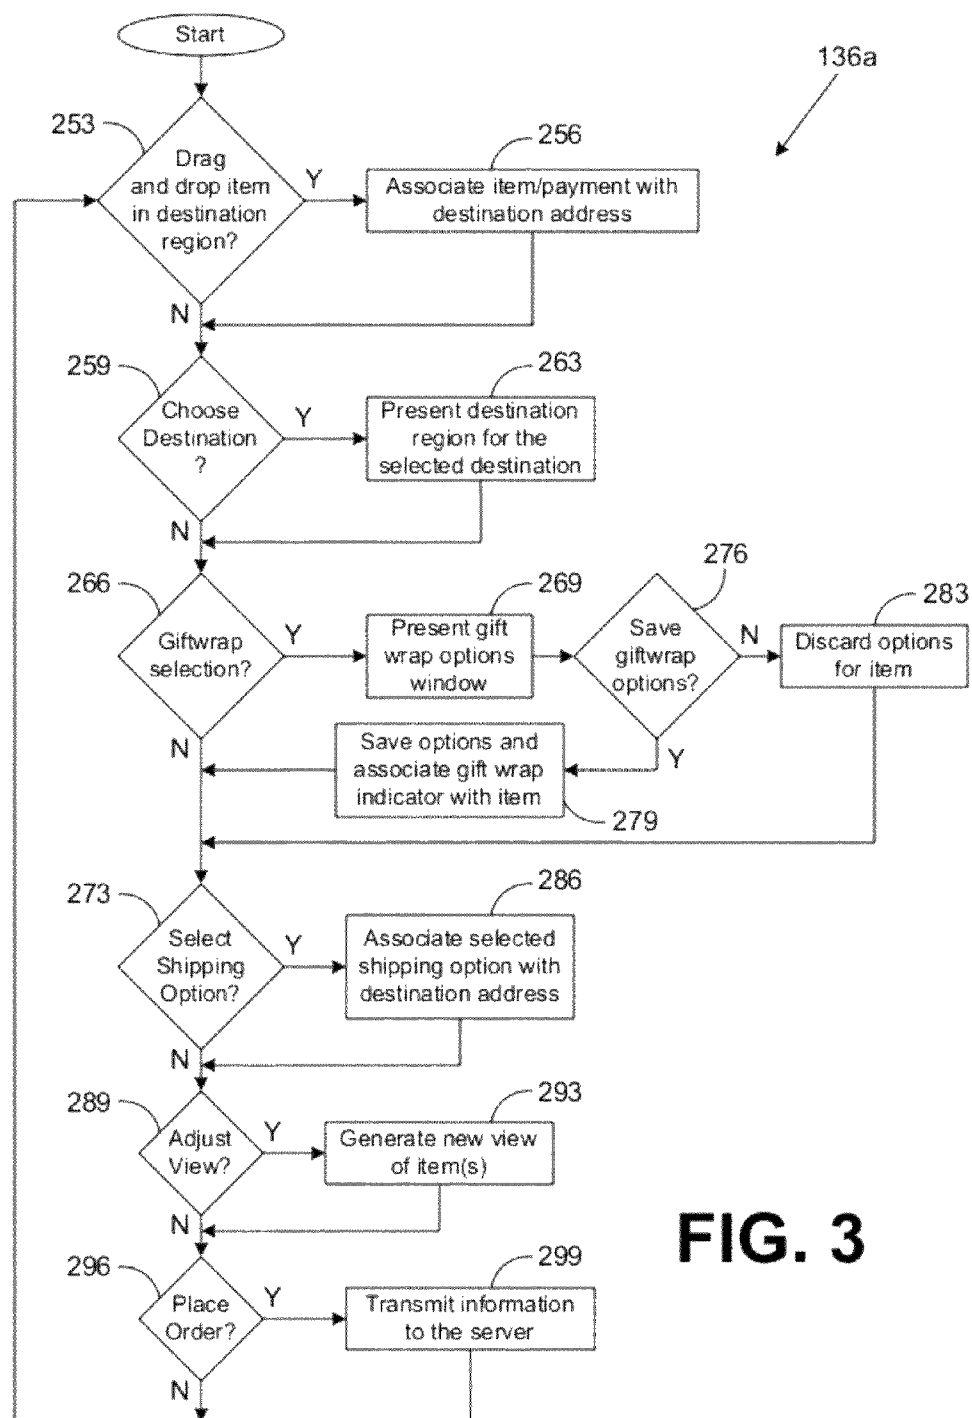 Start
136a
253
Drag
and drop item
in destination
region?
Y
256
Associate item/payment with
destination address
N
259
Choose
Destination
?
Y
263
Present destination
region for the
selected destination
N
266
Giftwrap
selection?
Y
269
Present gift
wrap options
window
276
Save
giftwrap
options?
N
283
Discard options
for item
N
Y
Save options and
associate gift wrap
indicator with item
279
273
Select
Shipping
Option?
Y
286
Associate selected
shipping option with
destination address
N
289
Adjust
View?
Y
293
Generate new view
of item(s)
N
296
Place
Order?
Y
299
Transmit information
to the server
N
FIG. 3